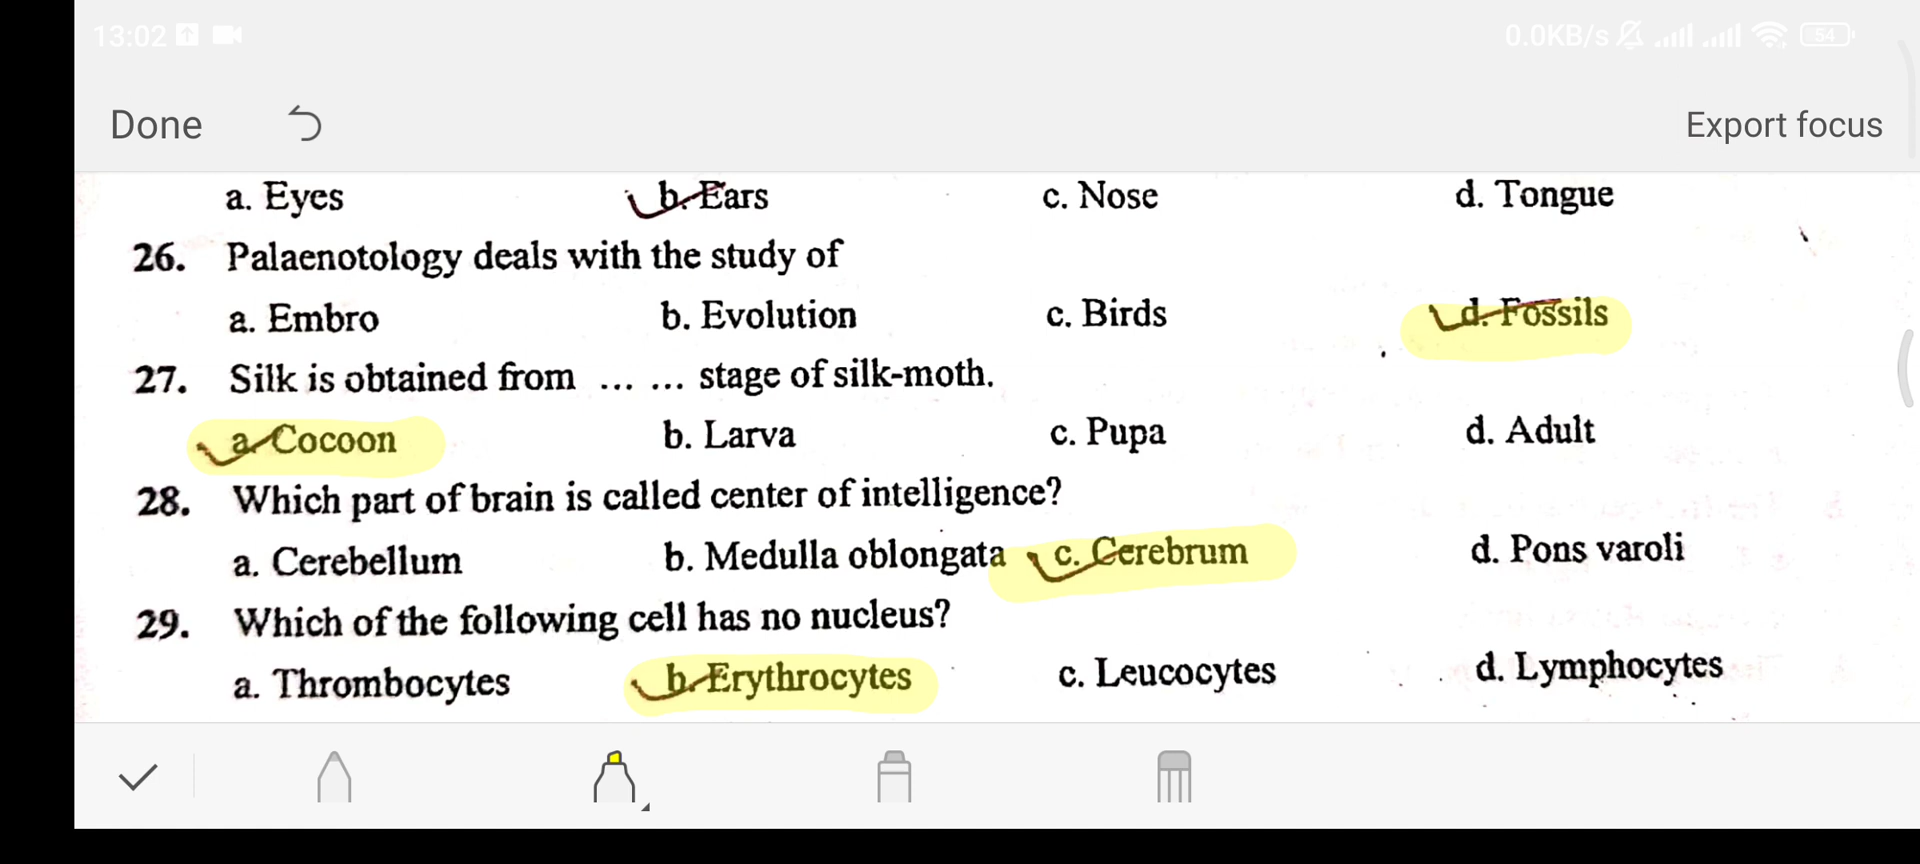 13:02 0.0KB/s 54
Done Export focus
a. Eyes b. Ears c. Nose d. Tongue
26. Palaenotology deals with the study of
a. Embro b. Evolution c. Birds d. Fossils
27. Silk is obtained from ... ... stage of silk-moth.
a. Cocoon b. Larva c. Pupa d. Adult
28. Which part of brain is called center of intelligence?
a. Cerebellum b. Medulla oblongata c. Cerebrum d. Pons varoli
29. Which of the following cell has no nucleus?
a. Thrombocytes b. Erythrocytes c. Leucocytes d. Lymphocytes